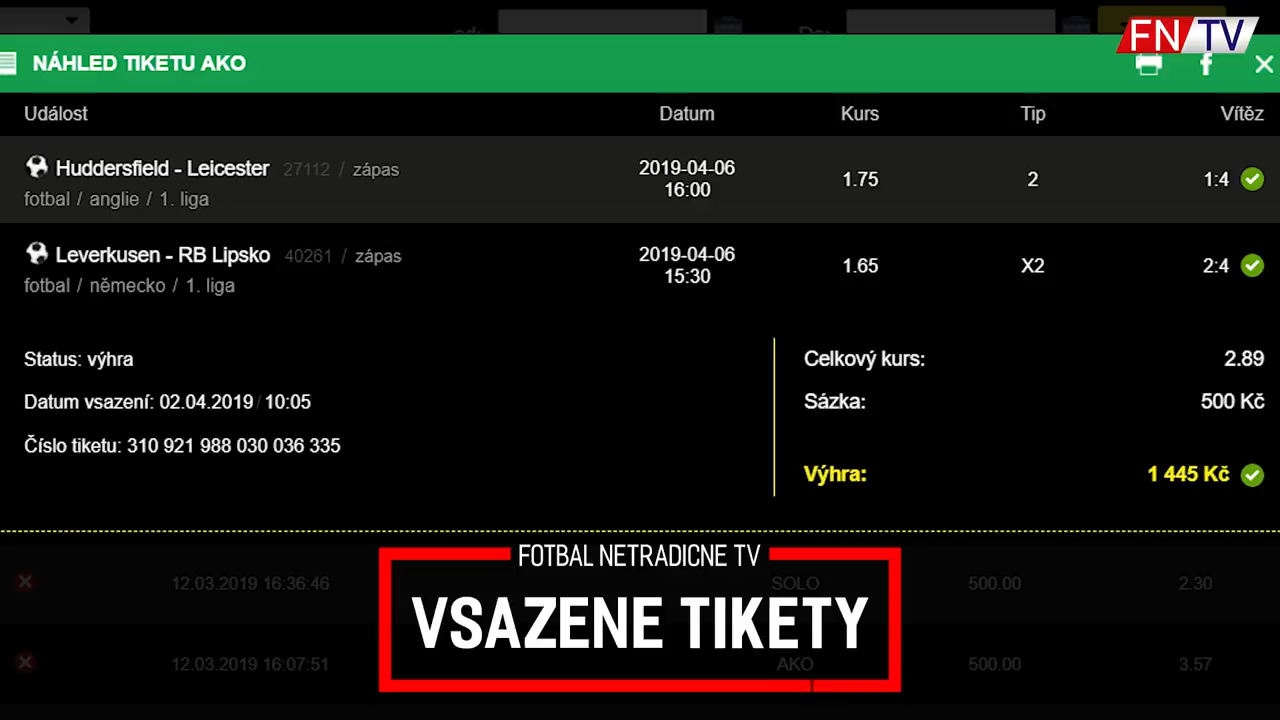 FN TV
NÁHLED TIKETU AKO
Událost Datum Kurs Tip Vítěz
Huddersfield - Leicester 27112 / zápas 2019-04-06 16:00 1.75 2 1:4
fotbal / anglie / 1. liga
Leverkusen - RB Lipsko 40261 / zápas 2019-04-06 15:30 1.65 X2 2:4
fotbal / německo / 1. liga
Status: výhra
Datum vsazení: 02.04.2019 / 10:05
Číslo tiketu: 310 921 988 030 036 335
Celkový kurs: 2.89
Sázka: 500 Kč
Výhra: 1 445 Kč
FOTBAL NETRADICNE TV
VSAZENE TIKETY
12.03.2019 16:36:46 SOLO 500.00 2.30
12.03.2019 16:07:51 AKO 500.00 3.57